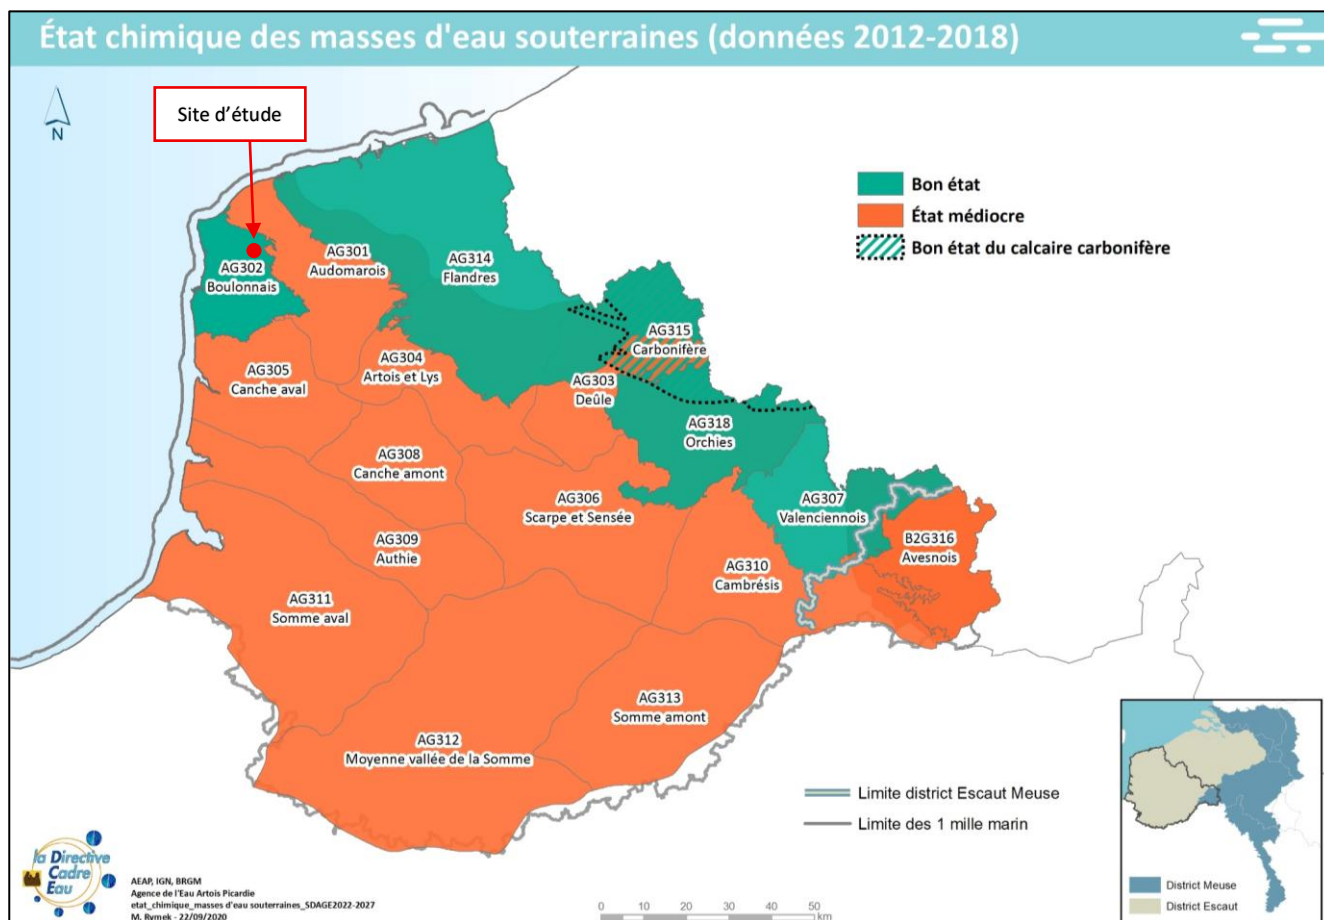 État chimique des masses d'eau souterraines (données 2012-2018)
Site d'étude
N
Bon état
État médiocre
Bon état du calcaire carbonifère
AG301
Audomarois
AG302
Boulonnais
AG314
Flandres
AG315
Carbonifère
AG304
Artois et Lys
AG305
Canche aval
AG303
Deûle
AG318
Orchies
AG308
Canche amont
AG306
Scarpe et Sensée
AG307
Valenciennois
B2G316
Avesnois
AG309
Authie
AG310
Cambrésis
AG311
Somme aval
AG313
Somme amont
AG312
Moyenne vallée de la Somme
Limite district Escaut Meuse
Limite des 1 mille marin
District Meuse
District Escaut
la Directive
Cadre
Eau
AEAP, IGN, BRGM
Agence de l'Eau Artois Picardie
etat_chimique_masses d'eau souterraines_SDAGE2022-2027
M. Rymek - 22/09/2020
0 10 20 30 40 50
km